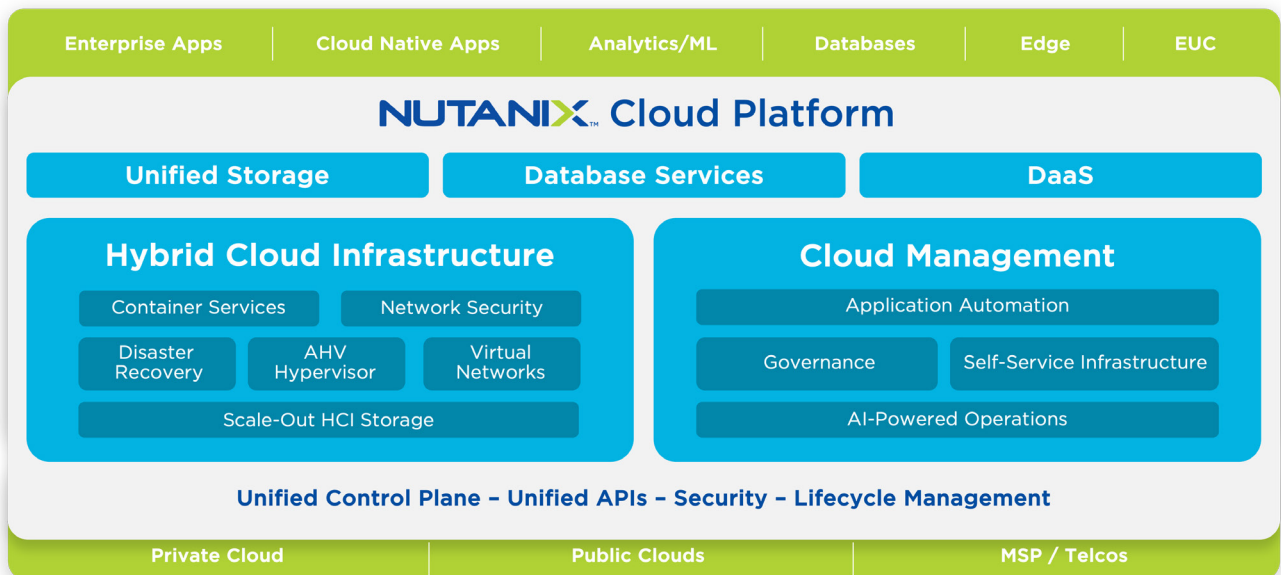 Enterprise Apps
Cloud Native Apps
Analytics/ML
Databases
Edge
EUC
NUTANIX™ Cloud Platform
Unified Storage
Database Services
DaaS
Hybrid Cloud Infrastructure
Container Services
Network Security
Disaster
Recovery
AHV
Hypervisor
Virtual
Networks
Scale-Out HCI Storage
Cloud Management
Application Automation
Governance
Self-Service Infrastructure
AI-Powered Operations
Unified Control Plane – Unified APIs – Security – Lifecycle Management
Private Cloud
Public Clouds
MSP / Telcos